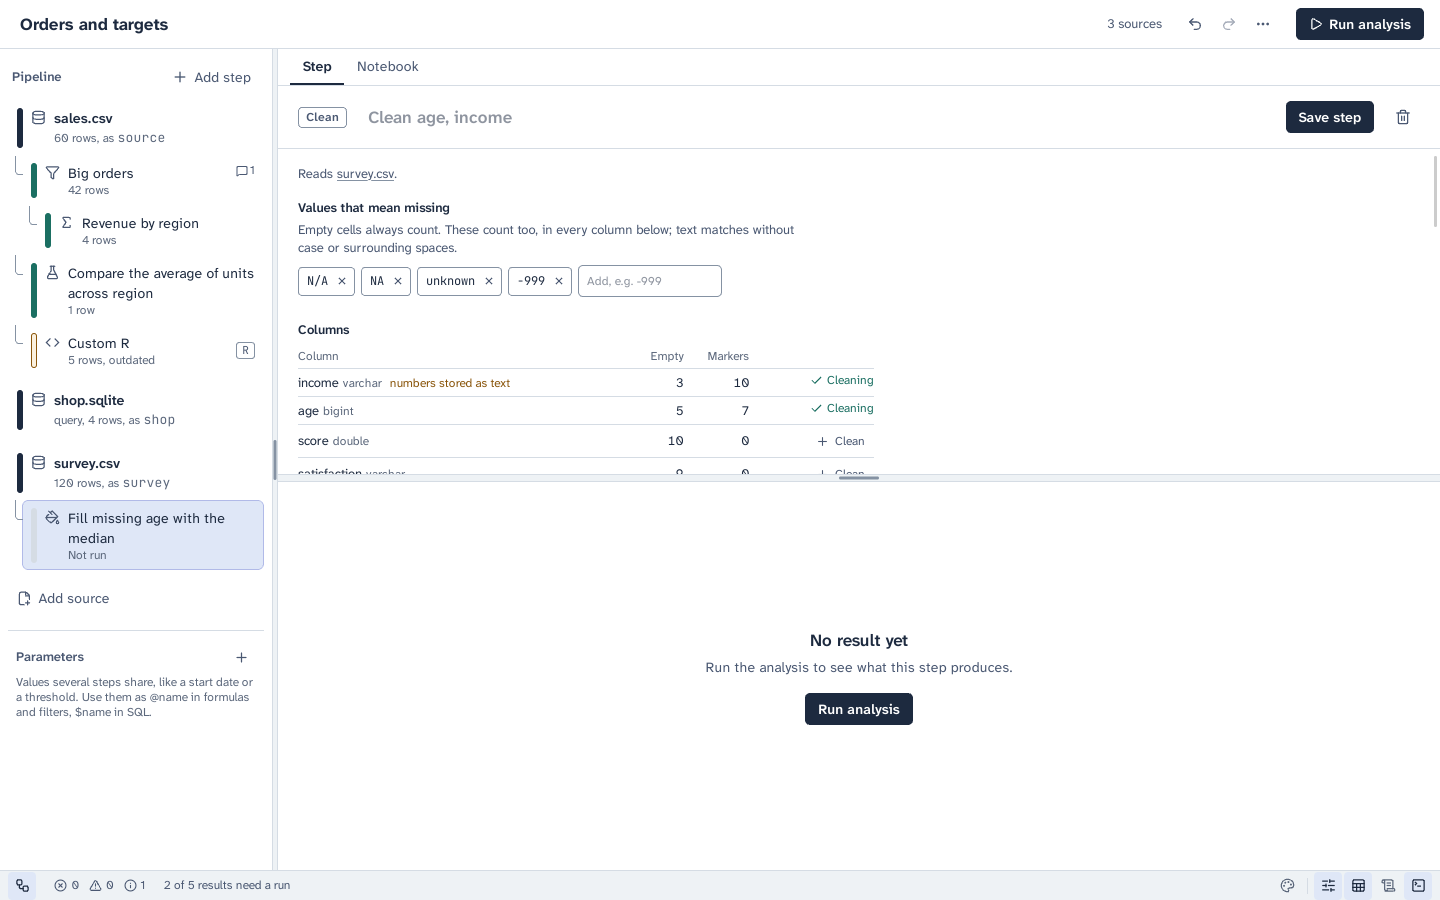 Orders and targets
3 sources
Run analysis
Pipeline
Add step
sales.csv
60 rows, as source
Big orders
1
42 rows
Revenue by region
4 rows
Compare the average of units
across region
1 row
Custom R
5 rows, outdated
R
shop.sqlite
query, 4 rows, as shop
survey.csv
120 rows, as survey
Fill missing age with the
median
Not run
Add source
Parameters
Values several steps share, like a start date or
a threshold. Use them as @name in formulas
and filters, $name in SQL.
Step
Notebook
Clean
Clean age, income
Save step
Reads survey.csv.
Values that mean missing
Empty cells always count. These count too, in every column below; text matches without
case or surrounding spaces.
N/A
NA
unknown
-999
Add, e.g. -999
Columns
Column Empty Markers
income varchar numbers stored as text 3 10 Cleaning
age bigint 5 7 Cleaning
score double 10 0 Clean
satisfaction varchar 9 0 Clean
No result yet
Run the analysis to see what this step produces.
Run analysis
0 0 1 2 of 5 results need a run